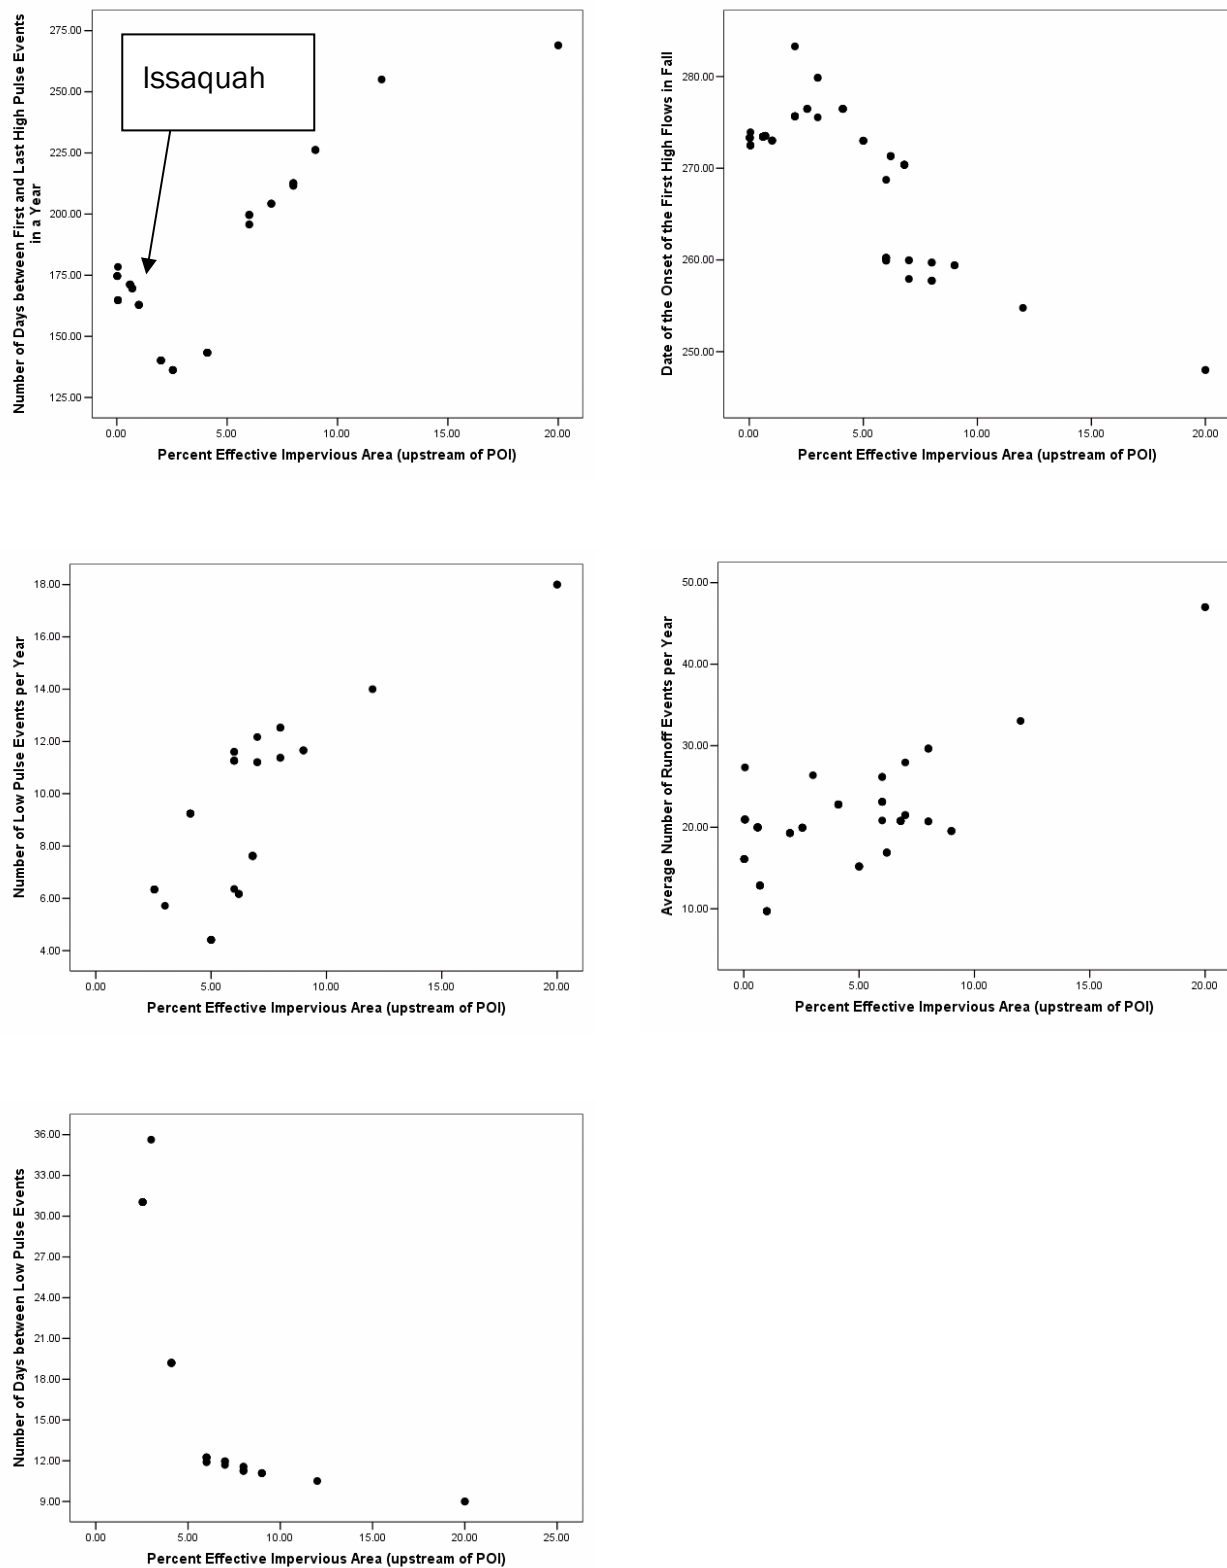 Number of Days between First and Last High Pulse Events
in a Year
275.00
250.00
225.00
200.00
175.00
150.00
125.00
Issaquah
0.00 5.00 10.00 15.00 20.00
Percent Effective Impervious Area (upstream of POI)
Date of the Onset of the First High Flows in Fall
280.00
270.00
260.00
250.00
0.00 5.00 10.00 15.00 20.00
Percent Effective Impervious Area (upstream of POI)
Number of Low Pulse Events per Year
18.00
16.00
14.00
12.00
10.00
8.00
6.00
4.00
0.00 5.00 10.00 15.00 20.00
Percent Effective Impervious Area (upstream of POI)
Average Number of Runoff Events per Year
50.00
40.00
30.00
20.00
10.00
0.00 5.00 10.00 15.00 20.00
Percent Effective Impervious Area (upstream of POI)
Number of Days between Low Pulse Events
36.00
33.00
30.00
27.00
24.00
21.00
18.00
15.00
12.00
9.00
0.00 5.00 10.00 15.00 20.00 25.00
Percent Effective Impervious Area (upstream of POI)